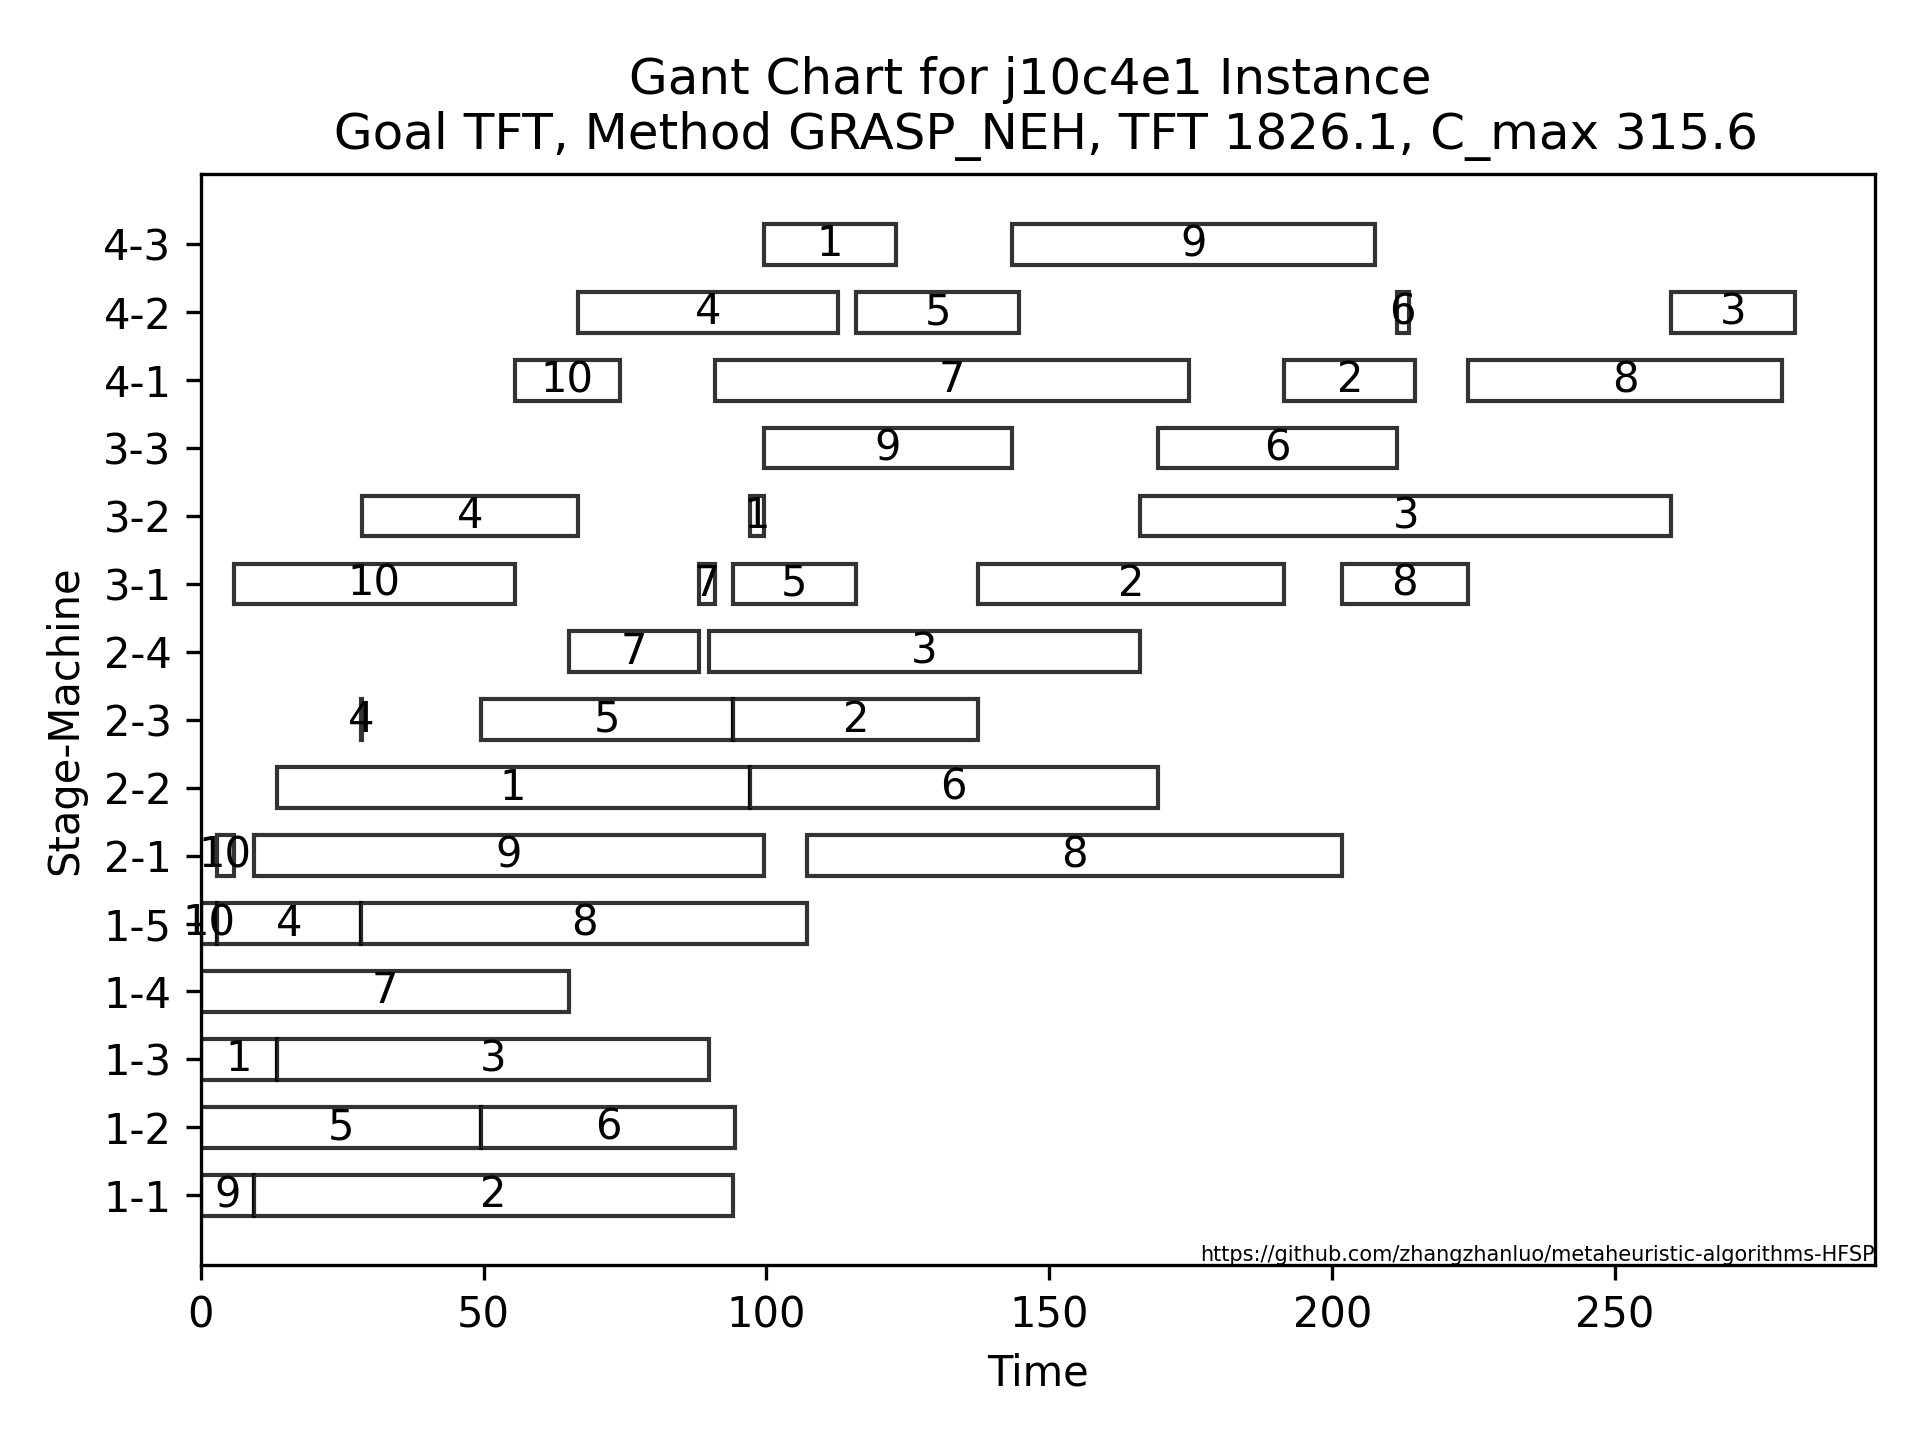 Gant Chart for j10c4e1 Instance
Goal TFT, Method GRASP_NEH, TFT 1826.1, C_max 315.6
Stage-Machine
4-3 1 9
4-2 4 5 6 3
4-1 10 7 2 8
3-3 9 6
3-2 4 1 3
3-1 10 7 5 2 8
2-4 7 3
2-3 4 5 2
2-2 1 6
2-1 10 9 8
1-5 10 4 8
1-4 7
1-3 1 3
1-2 5 6
1-1 9 2
https://github.com/zhangzhanluo/metaheuristic-algorithms-HFSP
0 50 100 150 200 250
Time